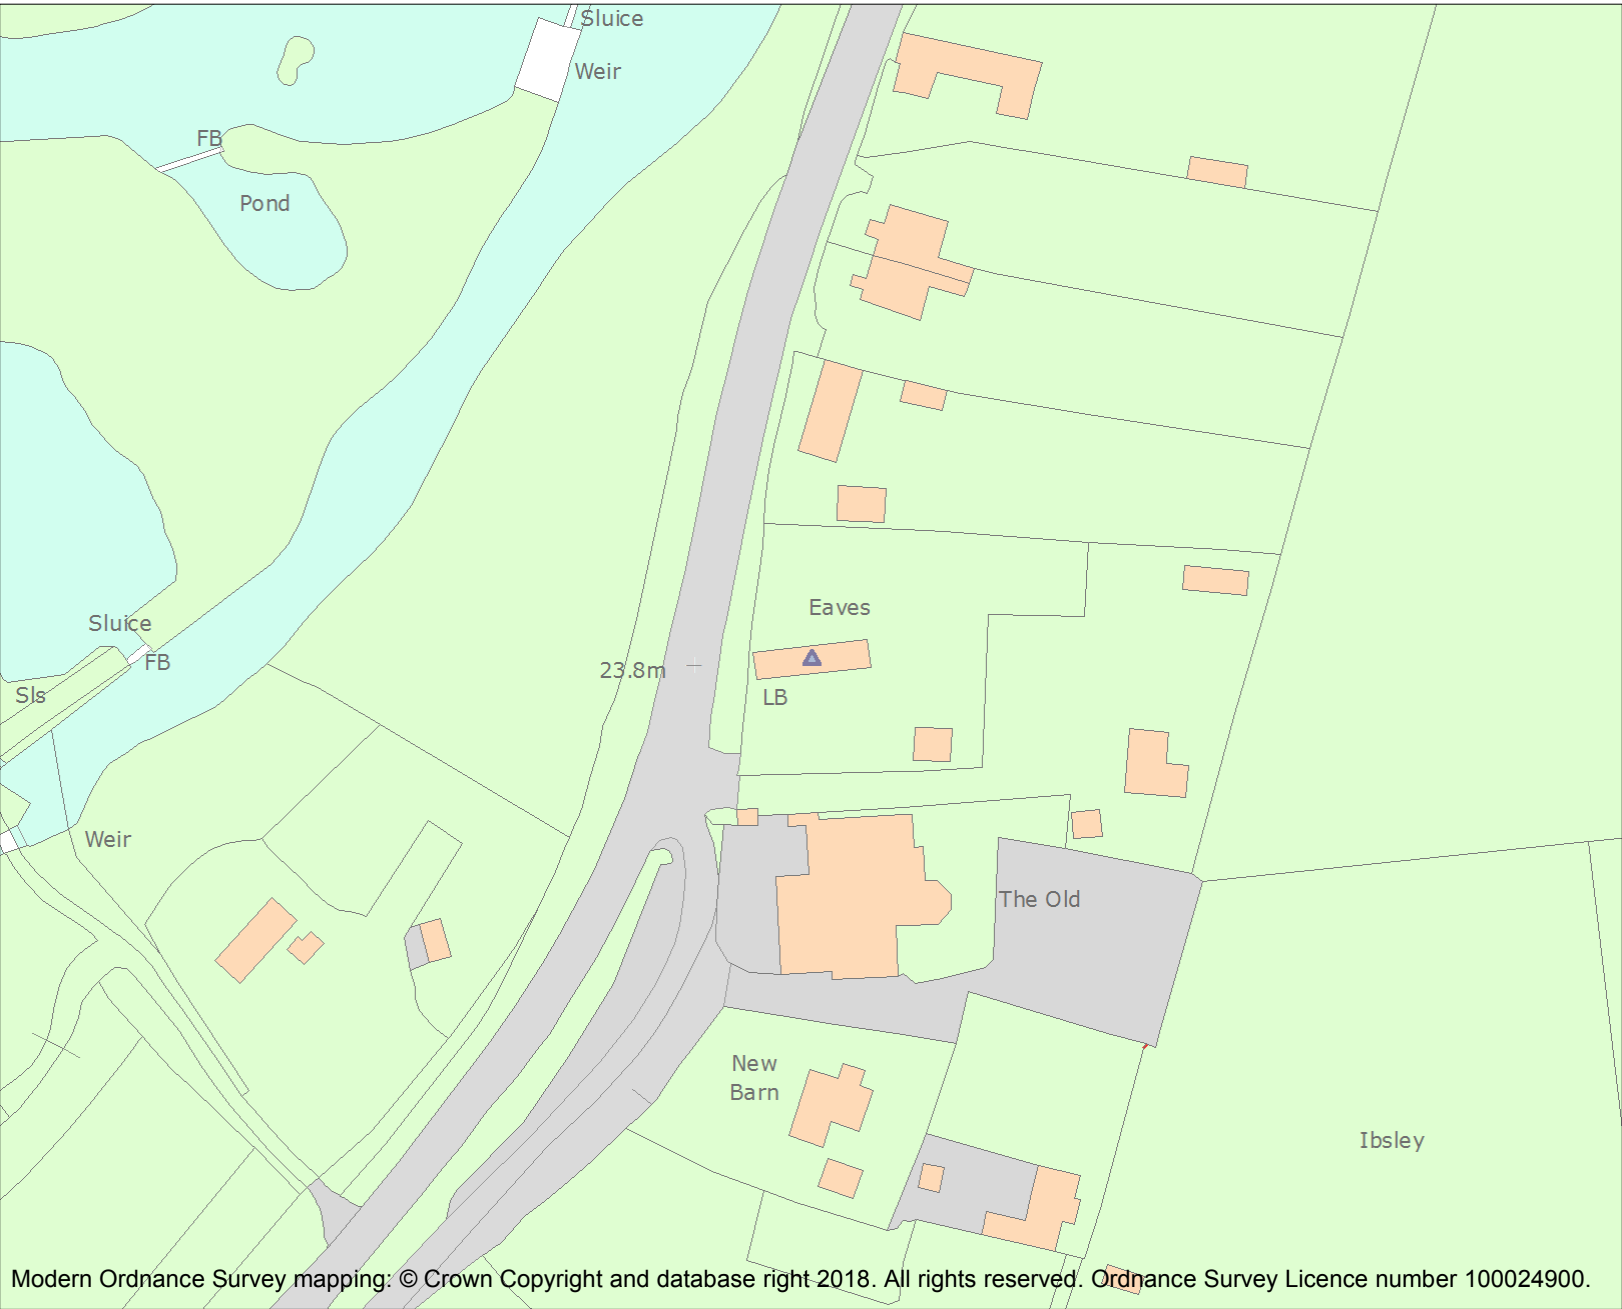 Sluice
Weir
FB
Pond
Eaves
Sluice
FB
23.8m
Sls
LB
Weir
The Old
New
Barn
Ibsley
Modern Ordnance Survey mapping: © Crown Copyright and database right 2018. All rights reserved. Ordnance Survey Licence number 100024900.